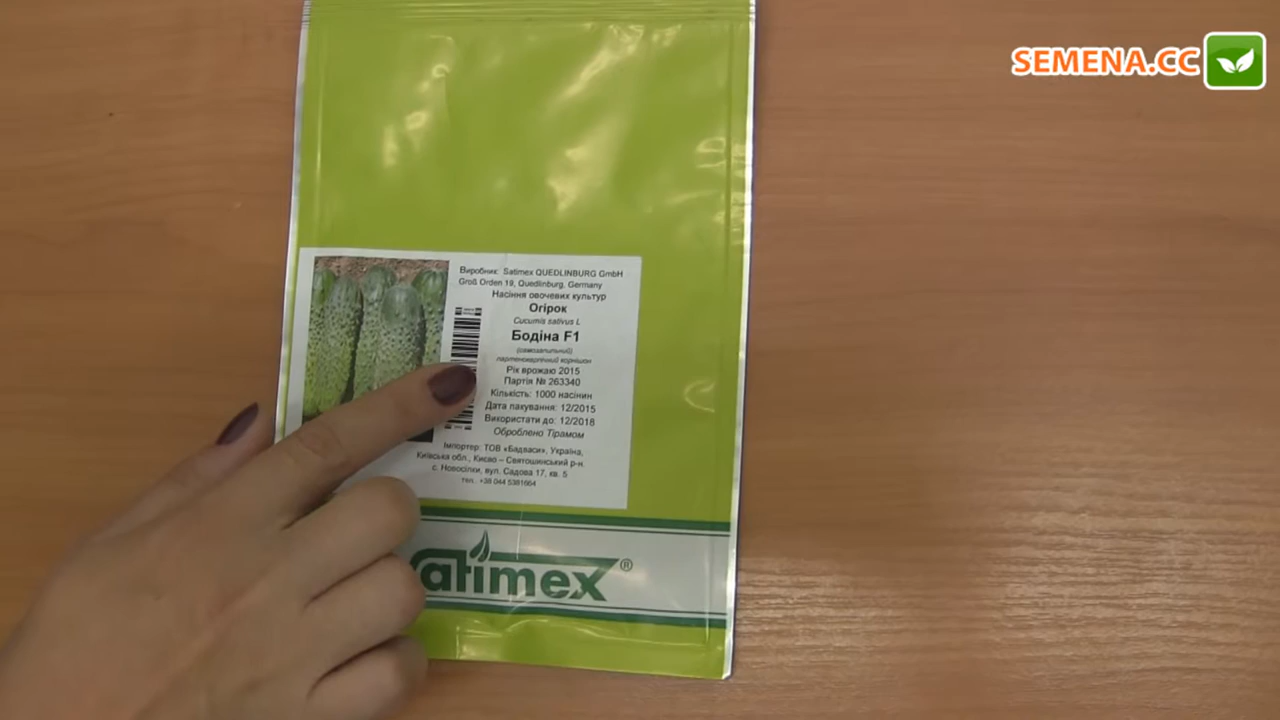 SEMENA.CC
Виробник: Satimex QUEDLINBURG GmbH
Groß Orden 19, Quedlinburg, Germany
Насіння овочевих культур
Огірок
Cucumis sativus L
Бодіна F1
(самозапильний)
партенокарпічний корнішон
Рік врожаю 2015
Партія № 263340
Кількість: 1000 насінин
Дата пакування: 12/2015
Використати до: 12/2018
Оброблено Тірамом
Імпортер: ТОВ «Бадваси», Україна,
Київська обл., Києво – Святошинський р-н.
с. Новосілки, вул. Садова 17, кв. 5
тел.. +38 044 5381664
Satimex®